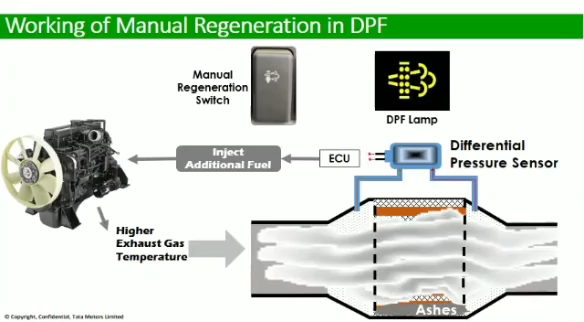 Working of Manual Regeneration in DPF
Manual
Regeneration
Switch
DPF Lamp
Differential
Pressure Sensor
ECU
Inject
Additional Fuel
Higher
Exhaust Gas
Temperature
Ashes
© Copyright, Confidential, Tata Motors Limited